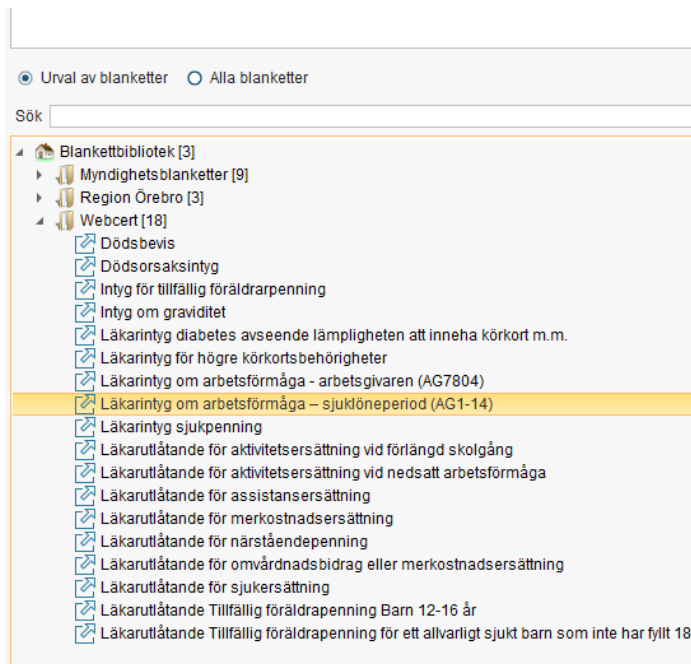 Urval av blanketter Alla blanketter
Sök
Blankettbibliotek [3]
Myndighetsblanketter [9]
Region Örebro [3]
Webcert [18]
Dödsbevis
Dödsorsaksintyg
Intyg för tillfällig föräldrarpenning
Intyg om graviditet
Läkarintyg diabetes avseende lämpligheten att inneha körkort m.m.
Läkarintyg för högre körkortsbehörigheter
Läkarintyg om arbetsförmåga - arbetsgivaren (AG7804)
Läkarintyg om arbetsförmåga – sjuklöneperiod (AG1-14)
Läkarintyg sjukpenning
Läkarutlåtande för aktivitetsersättning vid förlängd skolgång
Läkarutlåtande för aktivitetsersättning vid nedsatt arbetsförmåga
Läkarutlåtande för assistansersättning
Läkarutlåtande för merkostnadsersättning
Läkarutlåtande för närståendepenning
Läkarutlåtande för omvårdnadsbidrag eller merkostnadsersättning
Läkarutlåtande för sjukersättning
Läkarutlåtande Tillfällig föräldrapenning Barn 12-16 år
Läkarutlåtande Tillfällig föräldrapenning för ett allvarligt sjukt barn som inte har fyllt 18